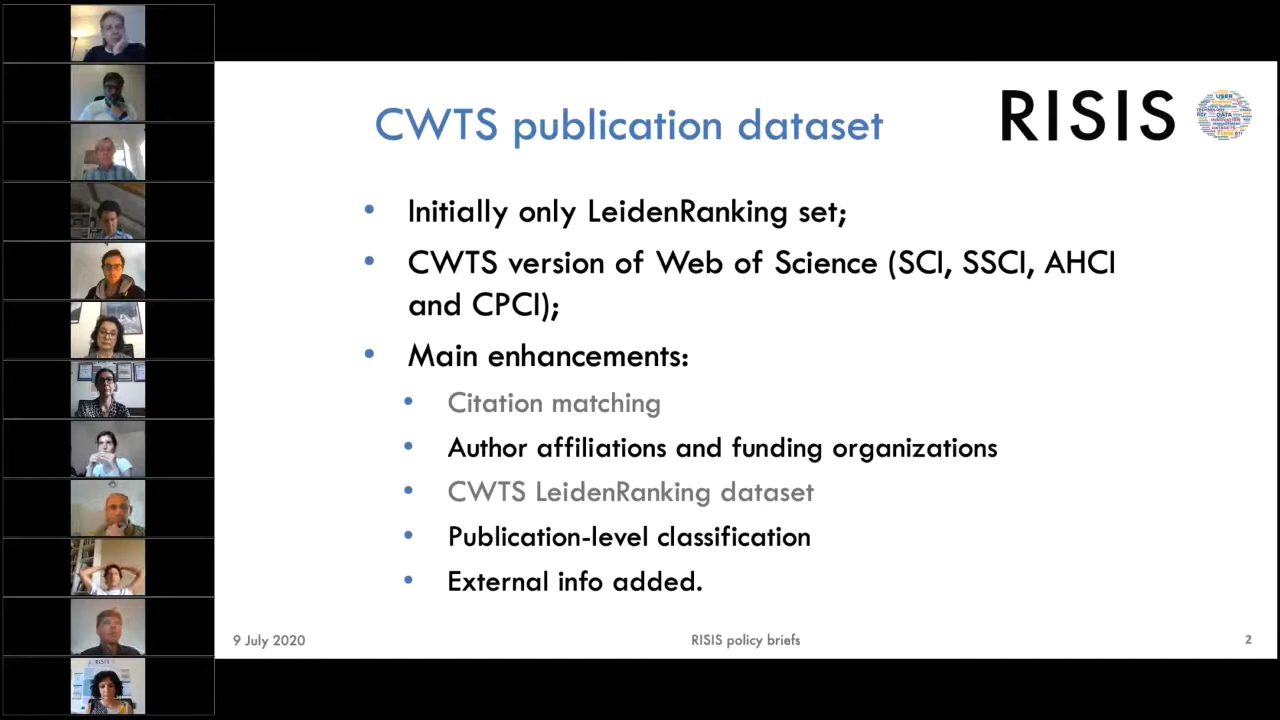 CWTS publication dataset
RISIS
USER
DATA
Initially only LeidenRanking set;
CWTS version of Web of Science (SCI, SSCI, AHCI
and CPCI);
Main enhancements:
Citation matching
Author affiliations and funding organizations
CWTS LeidenRanking dataset
Publication-level classification
External info added.
9 July 2020
RISIS policy briefs
2